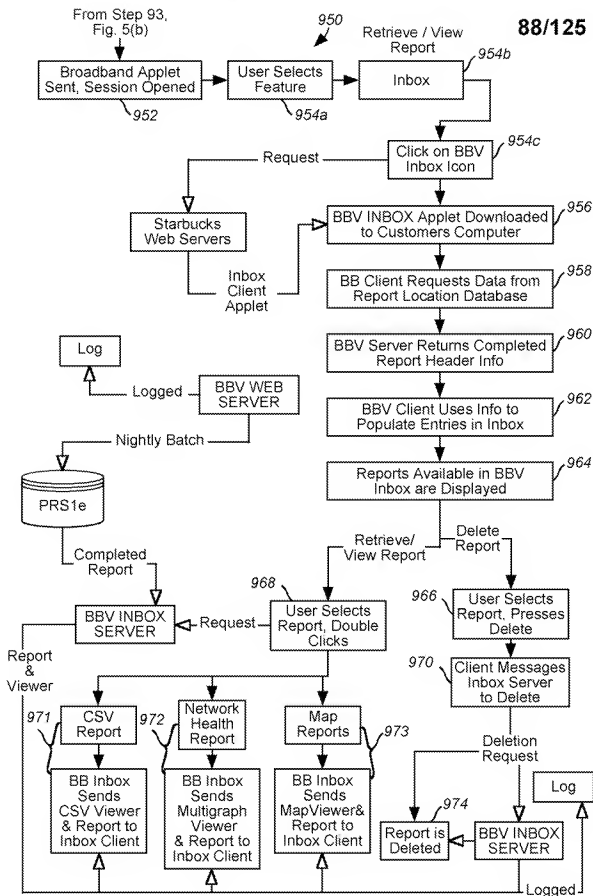 From Step 93,
Fig. 5(b)
950
Retrieve / View
Report
88/125
954b
Broadband Applet
Sent, Session Opened
952
User Selects
Feature
954a
Inbox
954c
Request
Click on BBV
Inbox Icon
Starbucks
Web Servers
956
BBV INBOX Applet Downloaded
to Customers Computer
Inbox
Client
Applet
958
BB Client Requests Data from
Report Location Database
Log
960
BBV Server Returns Completed
Report Header Info
Logged
BBV WEB
SERVER
962
BBV Client Uses Info to
Populate Entries in Inbox
Nightly Batch
964
Reports Available in BBV
Inbox are Displayed
PRS1e
Retrieve/
View Report
Delete
Report
Completed
Report
968
966
BBV INBOX
SERVER
Request
User Selects
Report, Double
Clicks
User Selects
Report, Presses
Delete
Report
&
Viewer
970
Client Messages
Inbox Server
to Delete
971
CSV
Report
972
Network
Health
Report
Map
Reports
973
Deletion
Request
BB Inbox
Sends
CSV Viewer
& Report to
Inbox Client
BB Inbox
Sends
Multigraph
Viewer
& Report to
Inbox Client
BB Inbox
Sends
MapViewer&
Report to
Inbox Client
974
Report is
Deleted
BBV INBOX
SERVER
Log
Logged